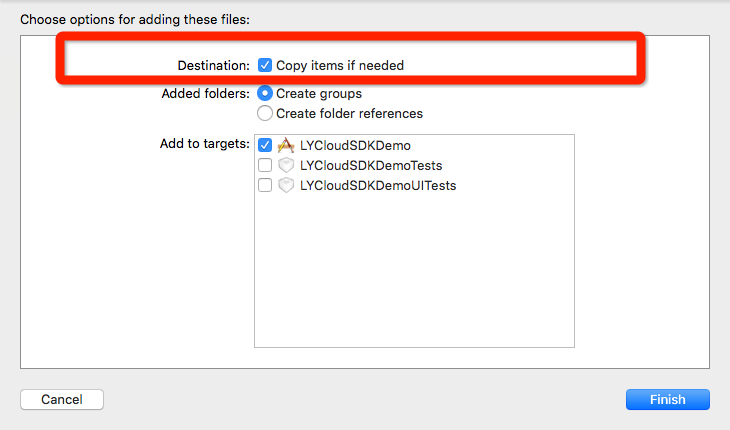 Choose options for adding these files:
Destination: Copy items if needed
Added folders: Create groups
Create folder references
Add to targets: LYCloudSDKDemo
LYCloudSDKDemoTests
LYCloudSDKDemoUITests
Cancel Finish